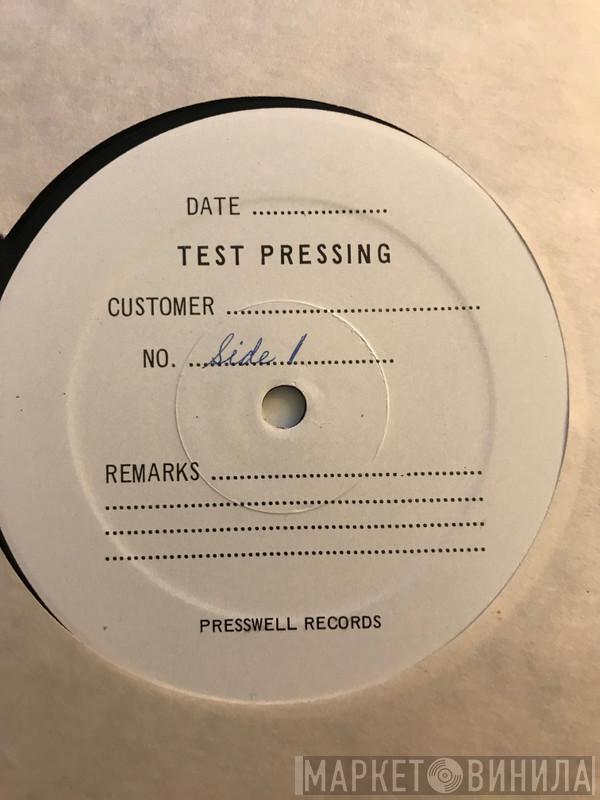 DATE ....................
TEST PRESSING
CUSTOMER .....................................
NO. Side 1
REMARKS .......................................
PRESSWELL RECORDS
МАРКЕТ ВИНИЛА